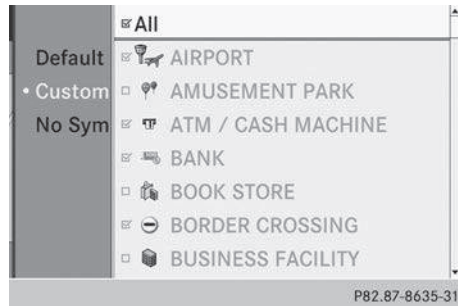 All
Default
AIRPORT
• Custom
AMUSEMENT PARK
No Sym
ATM / CASH MACHINE
BANK
BOOK STORE
BORDER CROSSING
BUSINESS FACILITY
P82.87-8635-31